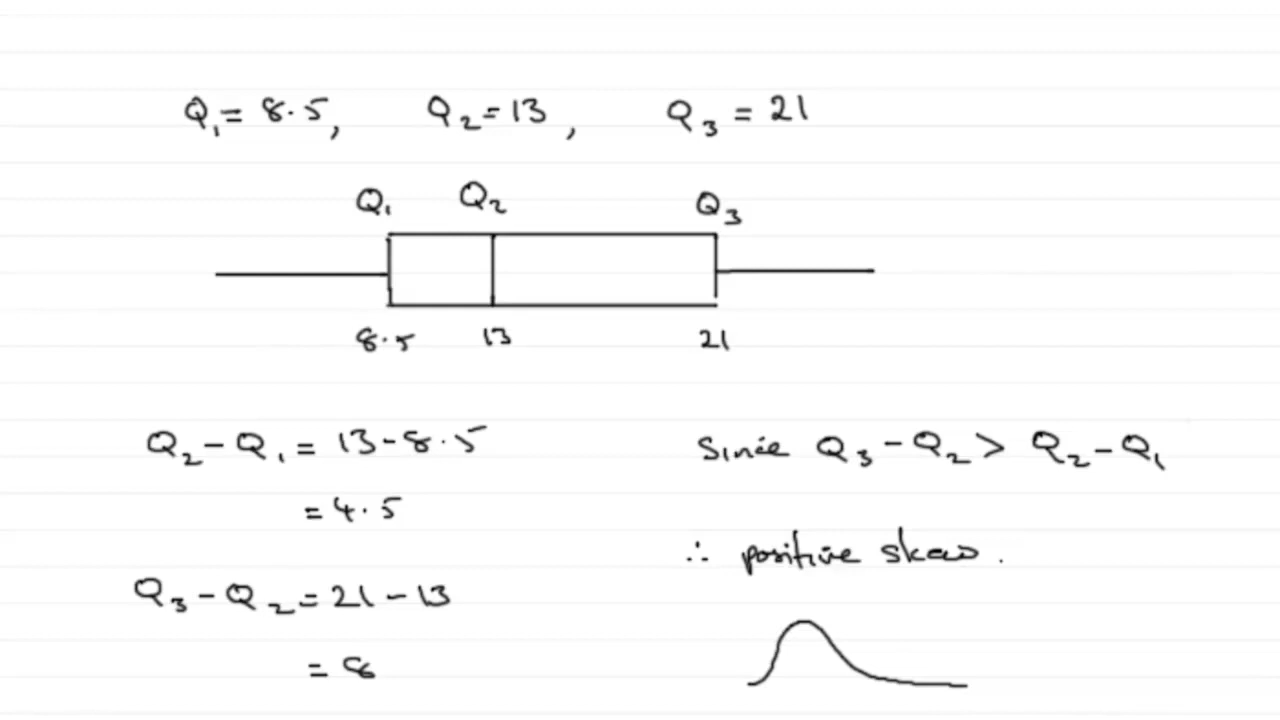 Q₁ = 8.5, Q₂ = 13, Q₃ = 21
Q₁ Q₂ Q₃
8.5 13 21
Q₂ - Q₁ = 13 - 8.5
= 4.5
Q₃ - Q₂ = 21 - 13
= 8
Since Q₃ - Q₂ > Q₂ - Q₁
∴ positive skew.